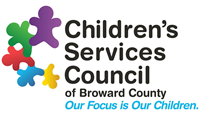 Children's
Services
Council
of Broward County
Our Focus is Our Children.